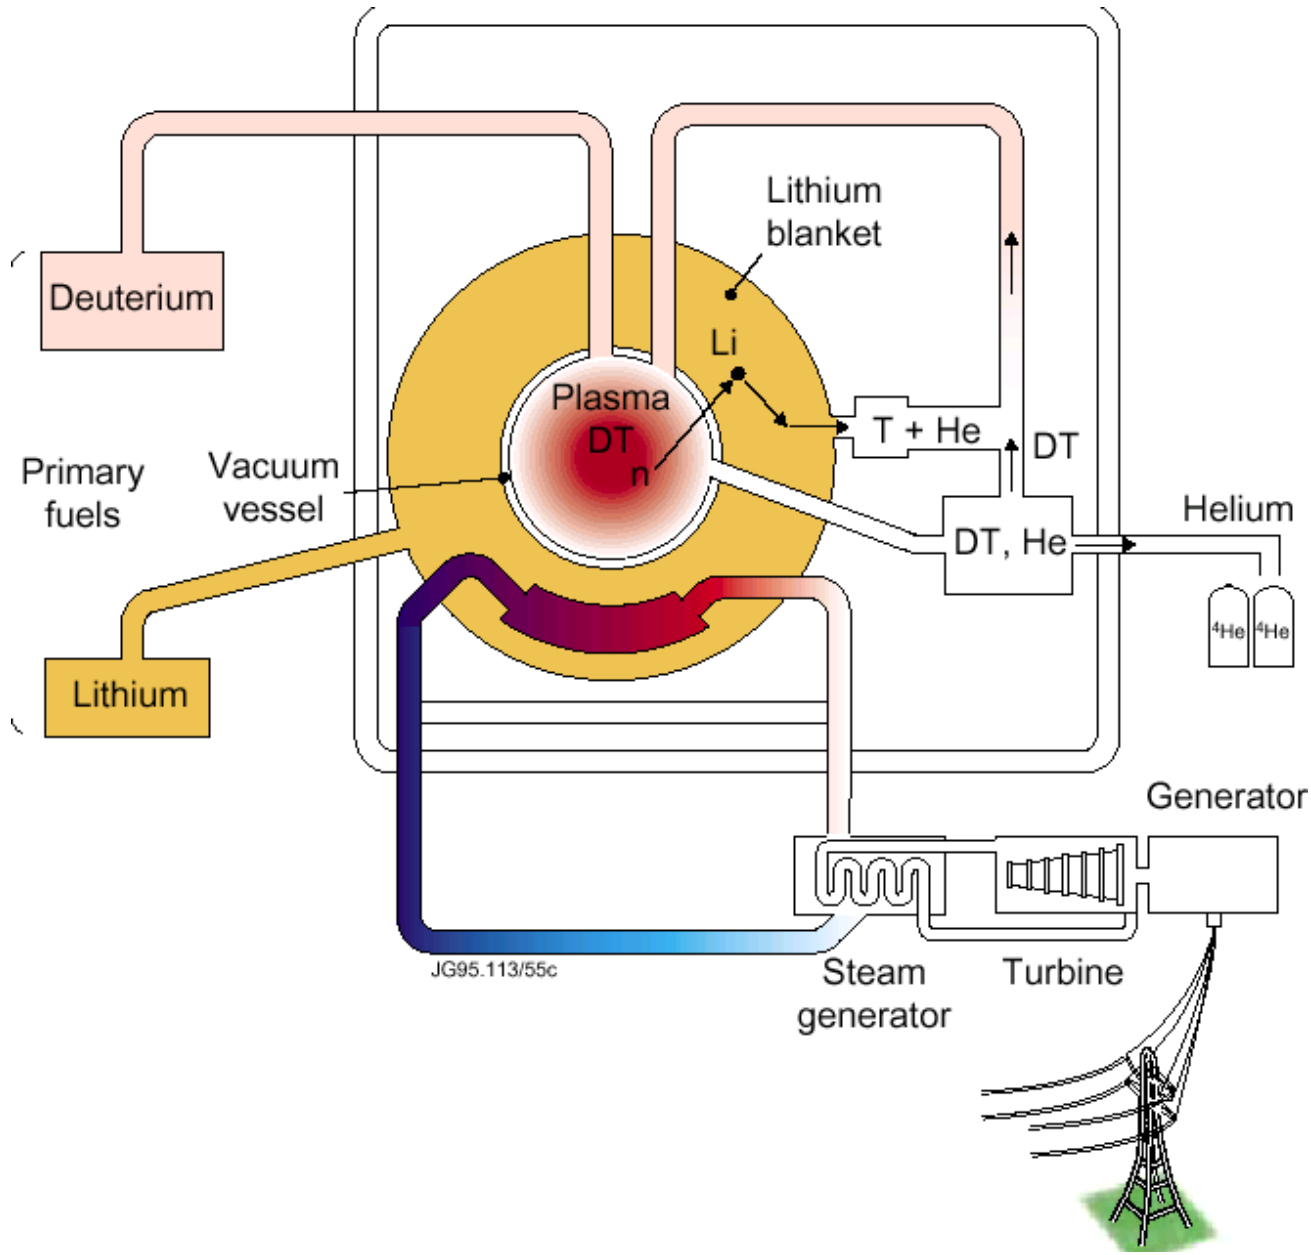 Lithium
blanket
Deuterium
Li
Plasma
DT
n
T + He
DT
Primary
fuels
Vacuum
vessel
DT, He
Helium
⁴He
⁴He
Lithium
Generator
JG95.113/55c
Steam
generator
Turbine